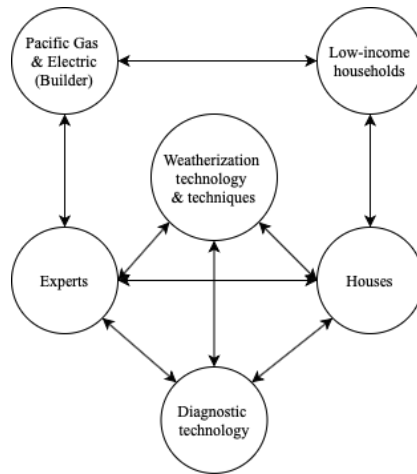 Pacific Gas
& Electric
(Builder)
Low-income
households
Weatherization
technology
& techniques
Experts
Houses
Diagnostic
technology